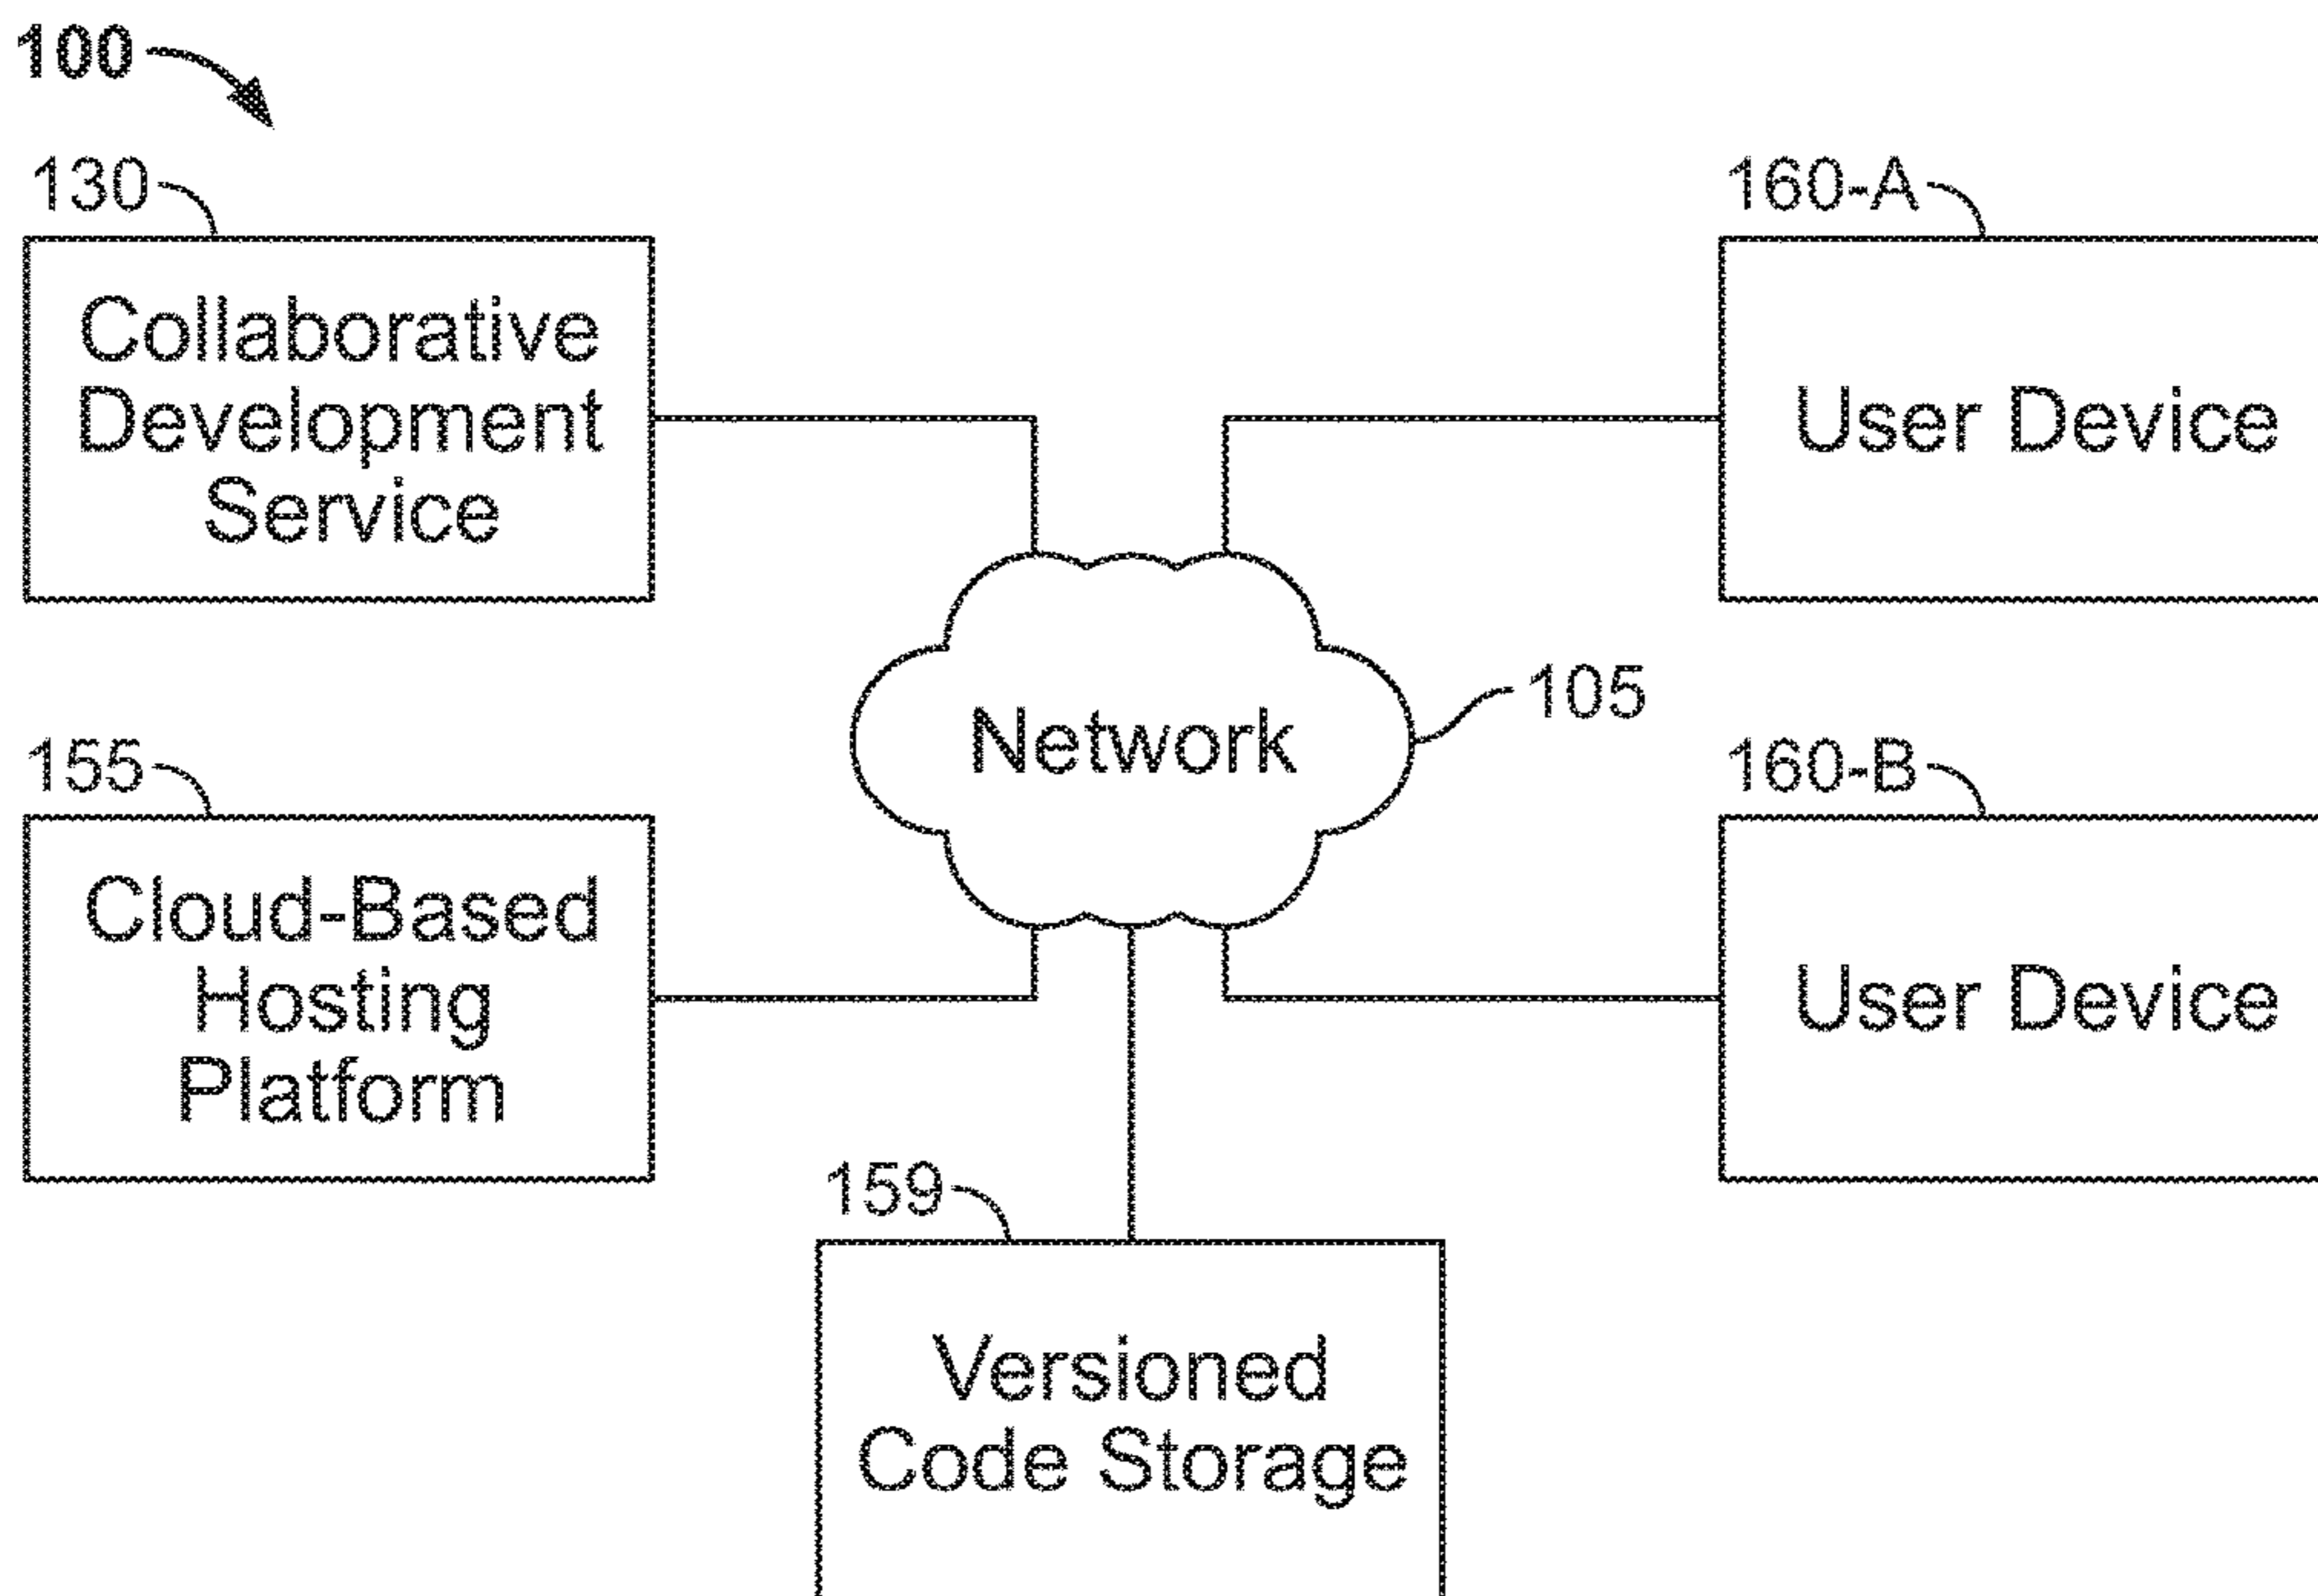 100
130
Collaborative
Development
Service
160-A
User Device
Network
105
155
Cloud-Based
Hosting
Platform
160-B
User Device
159
Versioned
Code Storage